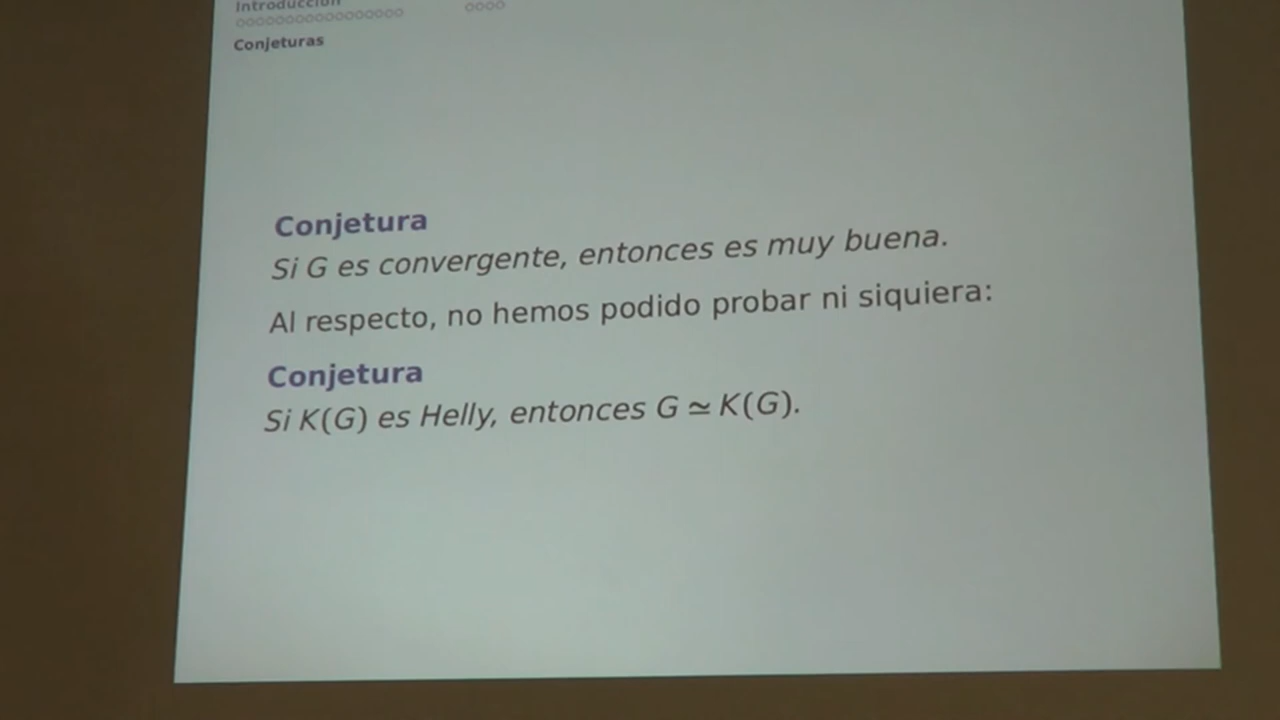 Introducción
Conjeturas
Conjetura
Si G es convergente, entonces es muy buena.
Al respecto, no hemos podido probar ni siquiera:
Conjetura
Si K(G) es Helly, entonces G ≃ K(G).